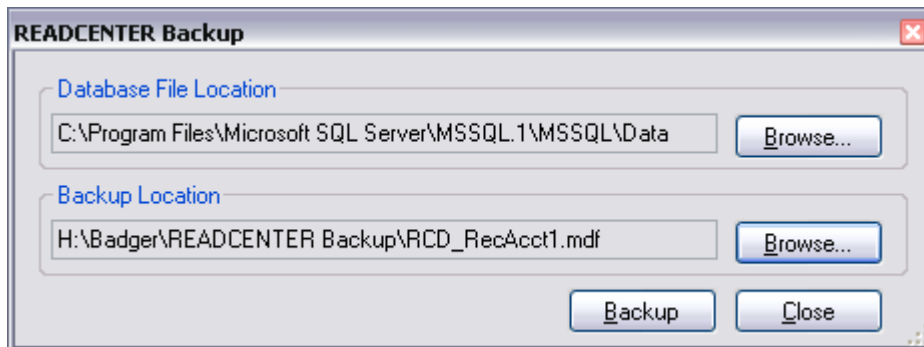 READCENTER Backup
Database File Location
C:\Program Files\Microsoft SQL Server\MSSQL.1\MSSQL\Data
Browse...
Backup Location
H:\Badger\READCENTER Backup\RCD_RecAcct1.mdf
Browse...
Backup
Close